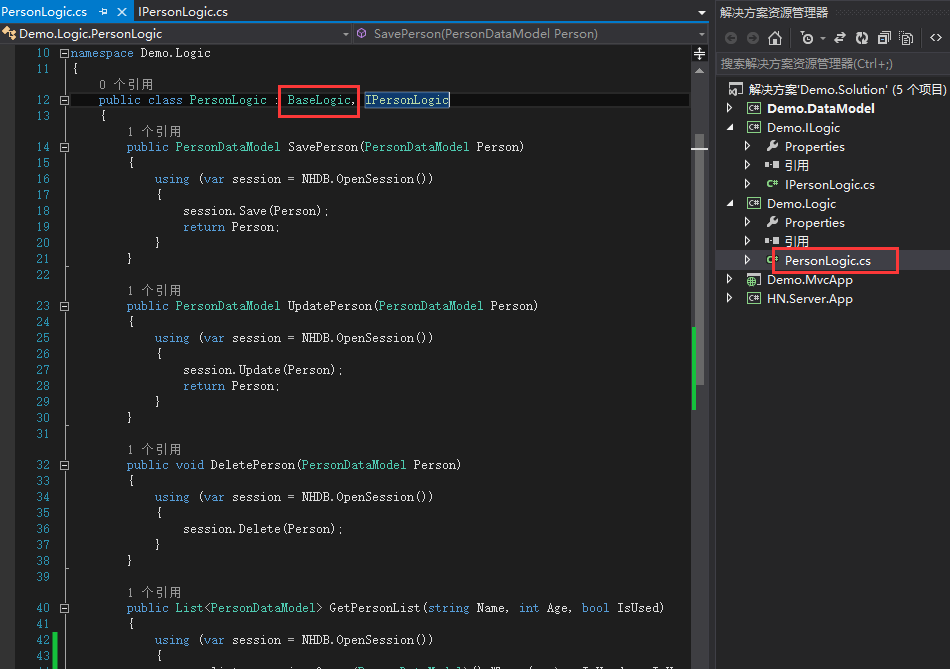 PersonLogic.cs
IPersonLogic.cs
Demo.Logic.PersonLogic
SavePerson(PersonDataModel Person)
10 namespace Demo.Logic
11 {
0 个引用
12 public class PersonLogic : BaseLogic, IPersonLogic
13 {
1 个引用
14 public PersonDataModel SavePerson(PersonDataModel Person)
15 {
16 using (var session = NHDB.OpenSession())
17 {
18 session.Save(Person);
19 return Person;
20 }
21 }
22
1 个引用
23 public PersonDataModel UpdatePerson(PersonDataModel Person)
24 {
25 using (var session = NHDB.OpenSession())
26 {
27 session.Update(Person);
28 return Person;
29 }
30 }
31
1 个引用
32 public void DeletePerson(PersonDataModel Person)
33 {
34 using (var session = NHDB.OpenSession())
35 {
36 session.Delete(Person);
37 }
38 }
39
1 个引用
40 public List<PersonDataModel> GetPersonList(string Name, int Age, bool IsUsed)
41 {
42 using (var session = NHDB.OpenSession())
43 {
解决方案资源管理器
搜索解决方案资源管理器(Ctrl+;)
解决方案'Demo.Solution' (5 个项目)
C# Demo.DataModel
C# Demo.ILogic
Properties
引用
C# IPersonLogic.cs
C# Demo.Logic
Properties
引用
C# PersonLogic.cs
Demo.MvcApp
C# HN.Server.App